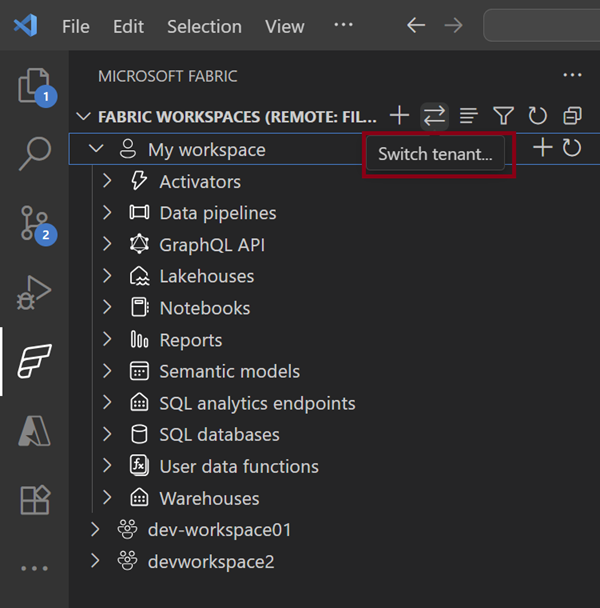 File Edit Selection View ···
MICROSOFT FABRIC ···
FABRIC WORKSPACES (REMOTE: FIL...
My workspace
Switch tenant...
1
Activators
Data pipelines
2
GraphQL API
Lakehouses
Notebooks
Reports
Semantic models
SQL analytics endpoints
SQL databases
User data functions
Warehouses
dev-workspace01
devworkspace2